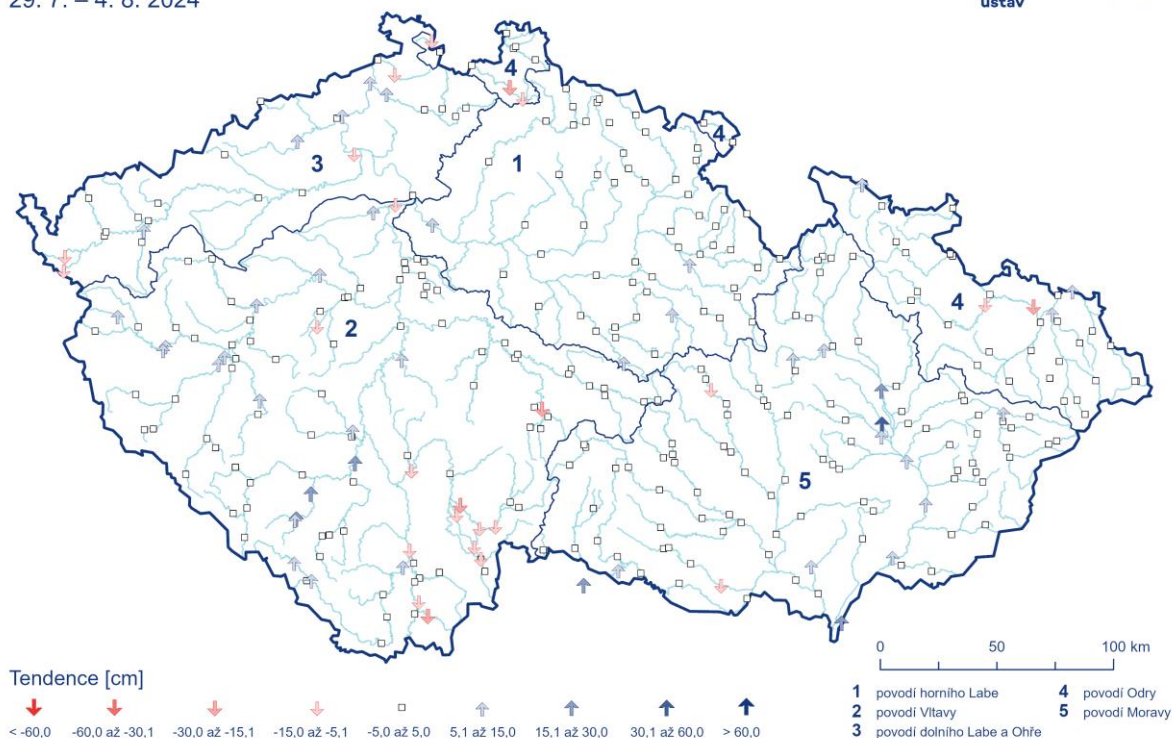 29. 7. – 4. 8. 2024
ústav
4
4
3
1
4
2
5
0 50 100 km
Tendence [cm]
< -60,0 -60,0 až -30,1 -30,0 až -15,1 -15,0 až -5,1 -5,0 až 5,0 5,1 až 15,0 15,1 až 30,0 30,1 až 60,0 > 60,0
1 povodí horního Labe 4 povodí Odry
2 povodí Vltavy 5 povodí Moravy
3 povodí dolního Labe a Ohře